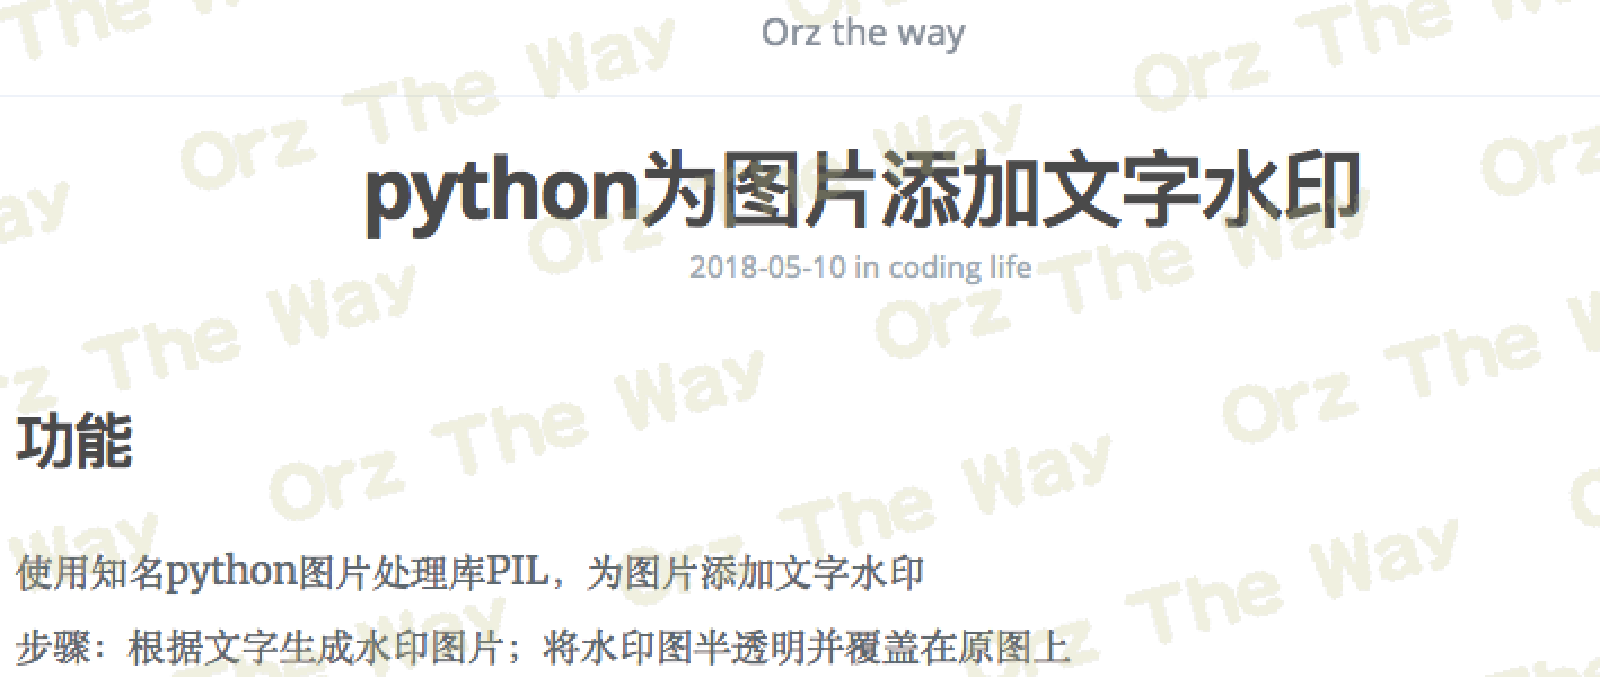 Orz the way
python为图片添加文字水印
2018-05-10 in coding life
功能
使用知名python图片处理库PIL，为图片添加文字水印
步骤：根据文字生成水印图片；将水印图半透明并覆盖在原图上
Orz The Way